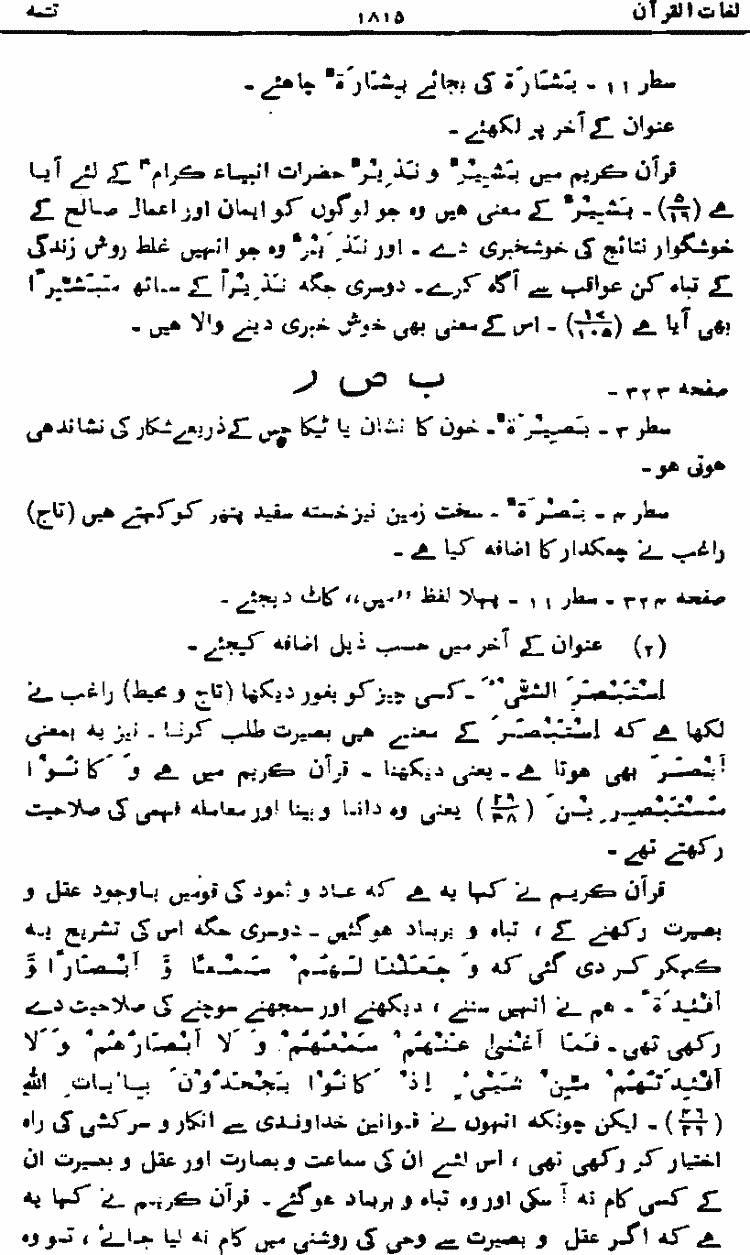 لغات القرآن ۱۸۱۵ تتمہ
سطر ۱۱ - بَشَارَۃٌ کی بجائے بِشَارَۃٌ چاہئے -
عنوان کے آخر پر لکھئے -
قرآن کریم میں بَشِیْرٌ و نَذِیْرٌ حضرات انبیاء کرامؑ کے لئے آیا
ہے (۵/۱۹) - بَشِیْرٌ کے معنی ہیں وہ جو لوگوں کو ایمان اور اعمال صالح کے
خوشگوار نتائج کی خوشخبری دے - اور نَذِیْرٌ وہ جو انہیں غلط روش زندگی
کے تباہ کن عواقب سے آگاہ کرے - دوسری جگہ نَذِیْراً کے ساتھ مُبَشِّراً
بھی آیا ہے (۱۷/۱۰۵) - اس کے معنی بھی خوش خبری دینے والا ہیں -
صفحہ ۳۲۳ - ب ص ر
سطر ۳ - بَصِیْرَۃٌ - خون کا نشان یا ٹیکا جس کے ذریعے شکار کی نشاندھی
ہوتی ہو -
سطر ۴ - بَصْرَۃٌ - سخت زمین نیز خستہ سفید پتھر کو کہتے ہیں (تاج)
راغب نے چمکدار کا اضافہ کیا ہے -
صفحہ ۳۲۴ - سطر ۱۱ - پہلا لفظ ’’میں‘‘ کاٹ دیجئے -
(۲) عنوان کے آخر میں حسب ذیل اضافہ کیجئے -
اِسْتَبْصَرَ الشَّیْءَ - کسی چیز کو بغور دیکھا (تاج و محیط) راغب نے
لکھا ہے کہ اِسْتَبْصَرَ کے معنے ہیں بصیرت طلب کرنا - نیز یہ بمعنی
اَبْصَرَ بھی ہوتا ہے - یعنی دیکھنا - قرآن کریم میں ہے وَ کَانُوْا
مُسْتَبْصِرِیْنَ (۲۹/۳۸) یعنی وہ دانا و بینا اور معاملہ فہمی کی صلاحیت
رکھتے تھے -
قرآن کریم نے کہا یہ ہے کہ عاد و ثمود کی قومیں باوجود عقل و
بصیرت رکھنے کے ، تباہ و برباد ہوگئیں - دوسری جگہ اس کی تشریح یہ
کہکر کر دی گئی کہ وَ جَعَلْنَا لَہُمْ سَمْعًا وَّ اَبْصَارًا وَّ
اَفْئِدَۃً - ہم نے انہیں سننے ، دیکھنے اور سمجھنے سوچنے کی صلاحیت دے
رکھی تھی - فَمَا اَغْنٰی عَنْہُمْ سَمْعُہُمْ وَ لَا اَبْصَارُہُمْ وَ لَا
اَفْئِدَتُہُمْ مِّنْ شَیْیءٍ اِذْ کَانُوْا یَجْحَدُوْنَ بِاٰیاتِ اللہِ
(۴۶/۲۶) - لیکن چونکہ انہوں نے قوانین خداوندی سے انکار و سرکشی کی راہ
اختیار کر رکھی تھی ، اس لئے ان کی سماعت و بصارت اور عقل و بصیرت ان
کے کسی کام نہ آ سکی اور وہ تباہ و برباد ہوگئے - قرآن کریم نے کہا یہ
ہے کہ اگر عقل و بصیرت سے وحی کی روشنی میں کام نہ لیا جائے ، تو وہ